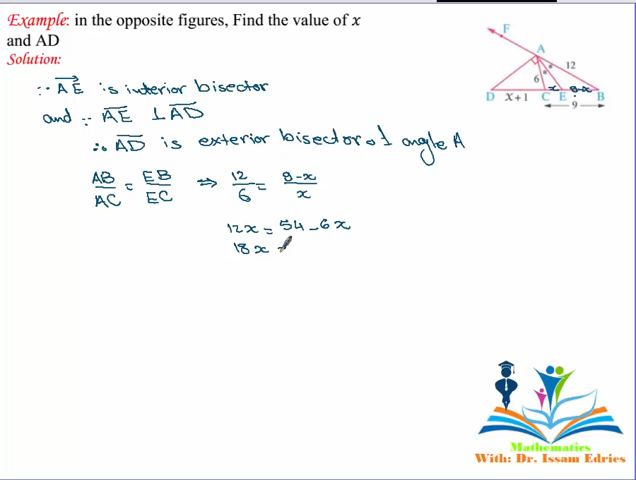 Example: in the opposite figures, Find the value of x
and AD
Solution:
∵ AE is interior bisector
and ∵ AE ⊥ AD
∴ AD is exterior bisector of angle A
AB/AC = EB/EC ⇒ 12/6 = 9-x/x
12x = 54 - 6x
18x =
F
A
12
6
x
9-x
D
x+1
C
E
B
9
Mathematics
With: Dr. Issam Edries